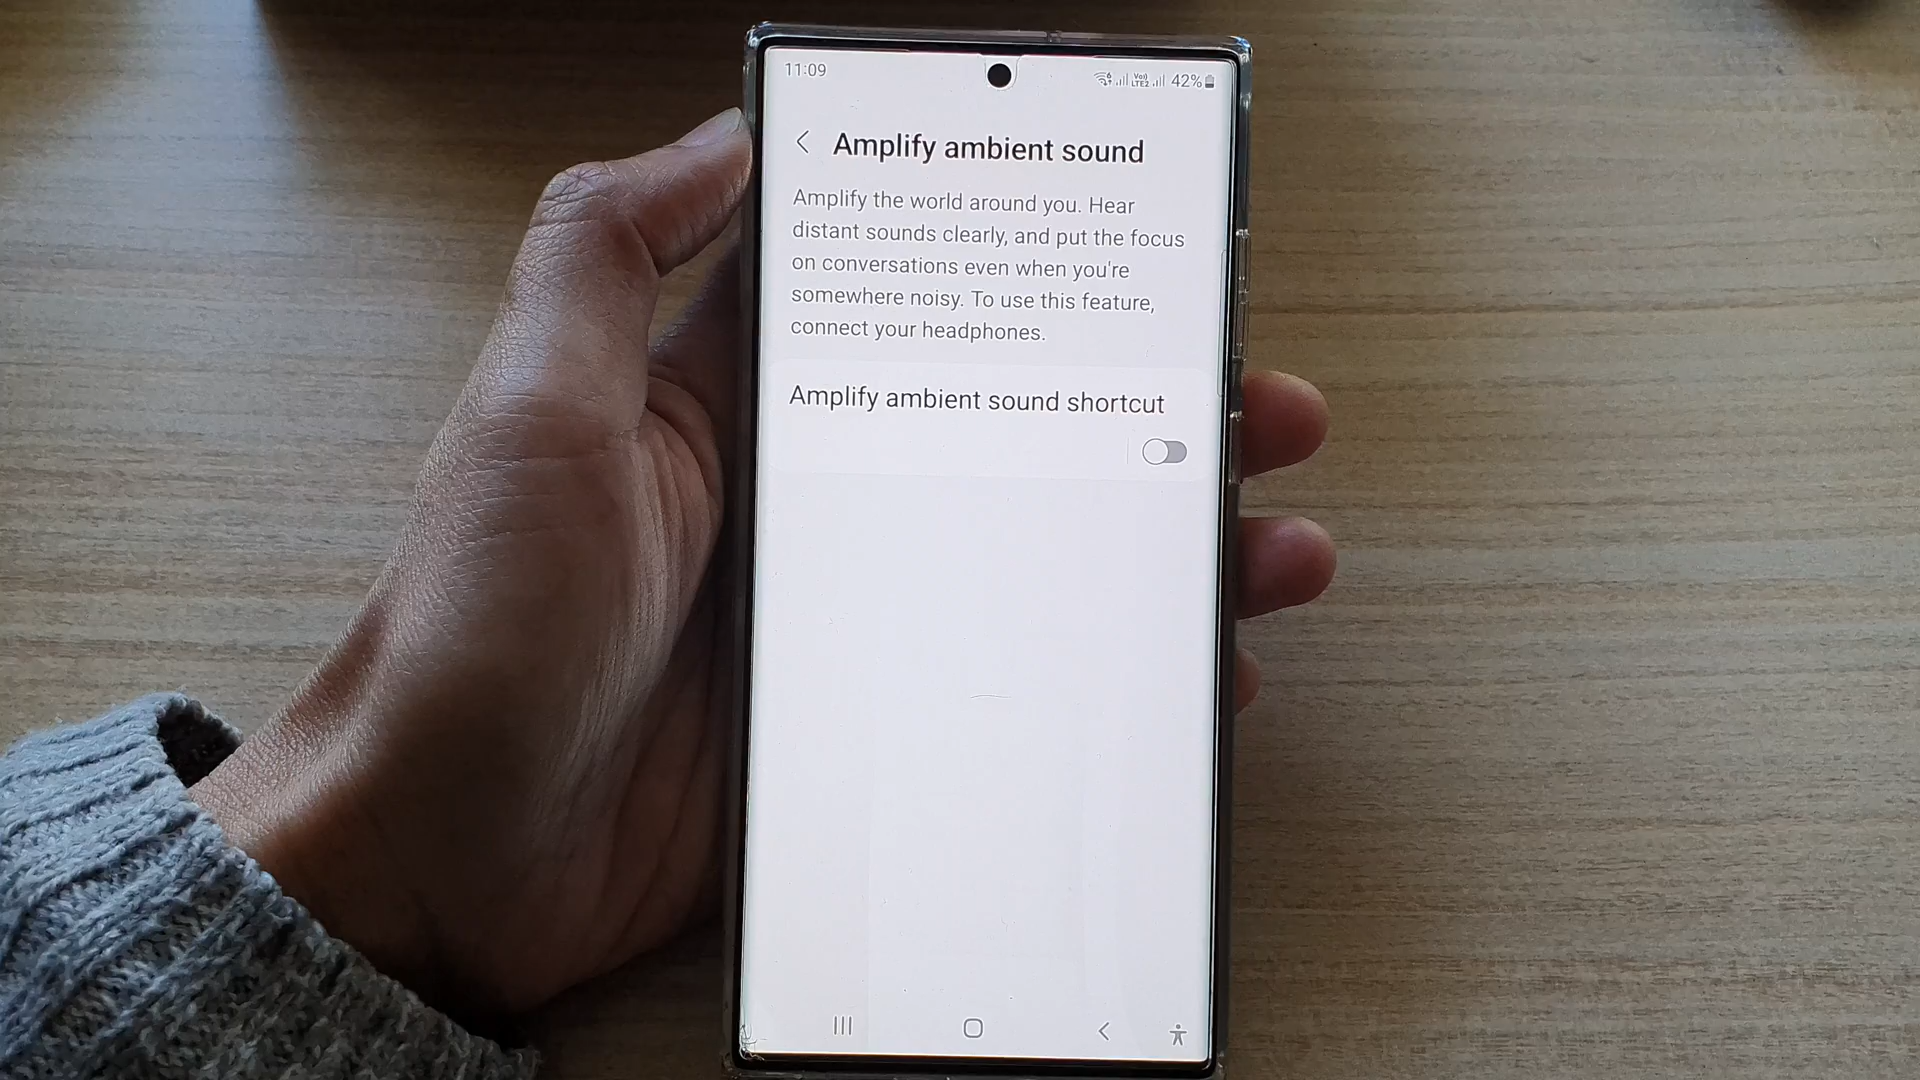 11:09
Voi) LTE2 42%
Amplify ambient sound
Amplify the world around you. Hear
distant sounds clearly, and put the focus
on conversations even when you're
somewhere noisy. To use this feature,
connect your headphones.
Amplify ambient sound shortcut